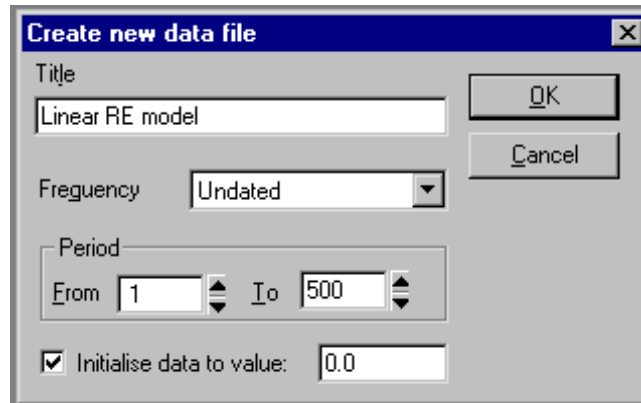 Create new data file
Title
Linear RE model
OK
Cancel
Freguency Undated
Period
From 1 To 500
Initialise data to value: 0.0